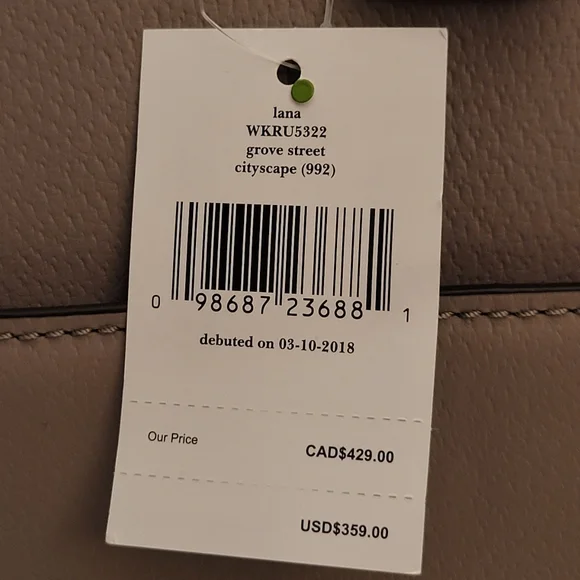 lana
WKRU5322
grove street
cityscape (992)
0 98687 23688 1
debuted on 03-10-2018
Our Price CAD$429.00
USD$359.00